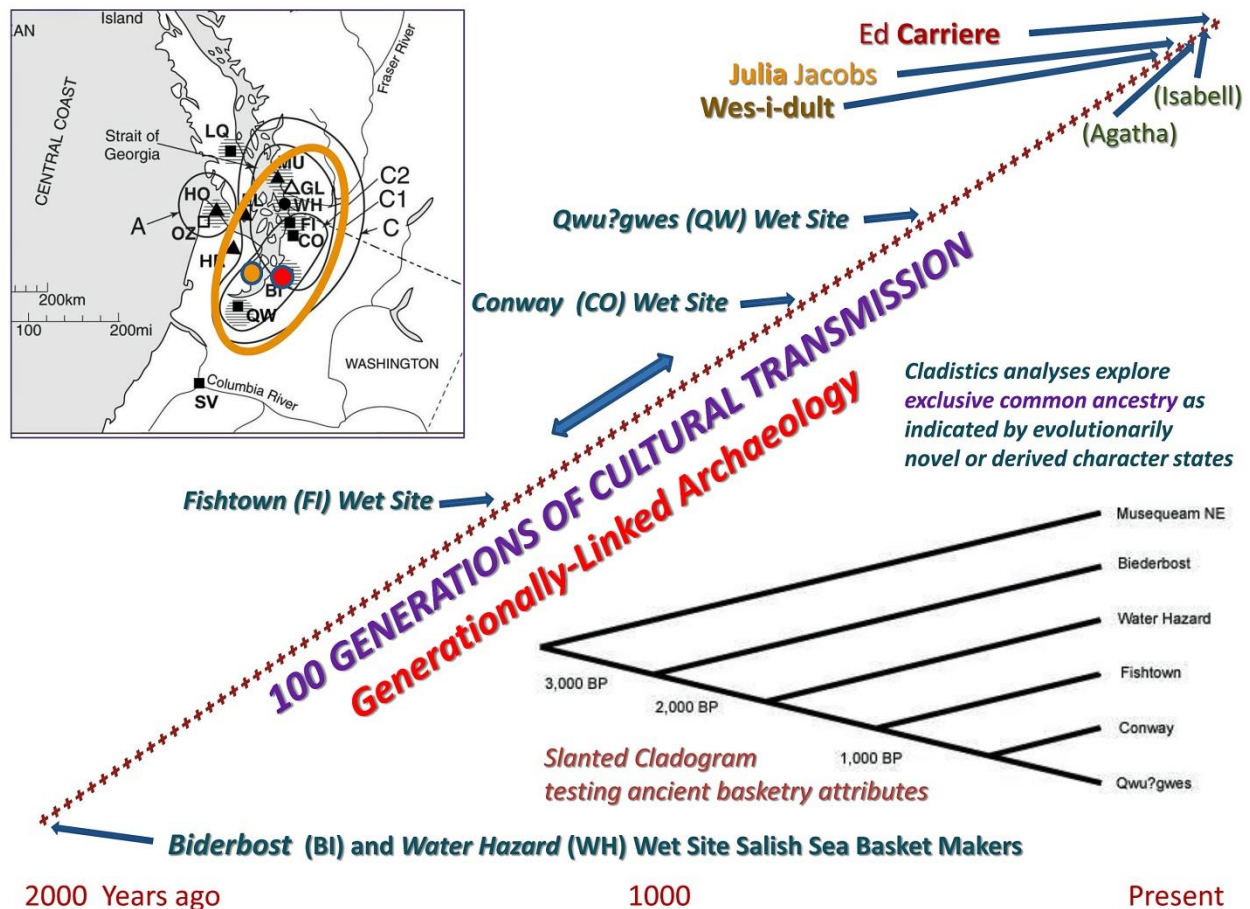 AN
Island
CENTRAL COAST
Fraser River
LQ
Strait of
Georgia
MU
C2
GL
HO
WH
C1
A
FI
C
OZ
CO
BI
200km
QW
100
200mi
WASHINGTON
Columbia River
SV
Ed Carriere
Julia Jacobs
Wes-i-dult
(Isabell)
(Agatha)
Qwu?gwes (QW) Wet Site
Conway (CO) Wet Site
Fishtown (FI) Wet Site
100 GENERATIONS OF CULTURAL TRANSMISSION
Generationally-Linked Archaeology
Cladistics analyses explore
exclusive common ancestry as
indicated by evolutionarily
novel or derived character states
Musequeam NE
Biederbost
Water Hazard
Fishtown
Conway
Qwu?gwes
3,000 BP
2,000 BP
1,000 BP
Slanted Cladogram
testing ancient basketry attributes
Biderbost (BI) and Water Hazard (WH) Wet Site Salish Sea Basket Makers
2000 Years ago
1000
Present